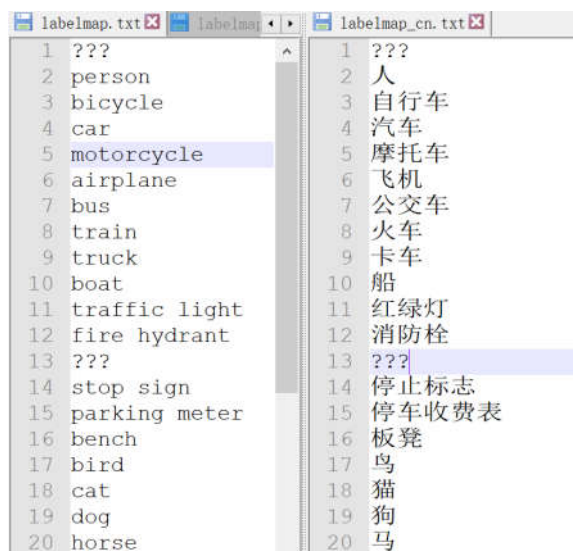 labelmap.txt
labelmap
1 ???
2 person
3 bicycle
4 car
5 motorcycle
6 airplane
7 bus
8 train
9 truck
10 boat
11 traffic light
12 fire hydrant
13 ???
14 stop sign
15 parking meter
16 bench
17 bird
18 cat
19 dog
20 horse
labelmap_cn.txt
1 ???
2 人
3 自行车
4 汽车
5 摩托车
6 飞机
7 公交车
8 火车
9 卡车
10 船
11 红绿灯
12 消防栓
13 ???
14 停止标志
15 停车收费表
16 板凳
17 鸟
18 猫
19 狗
20 马